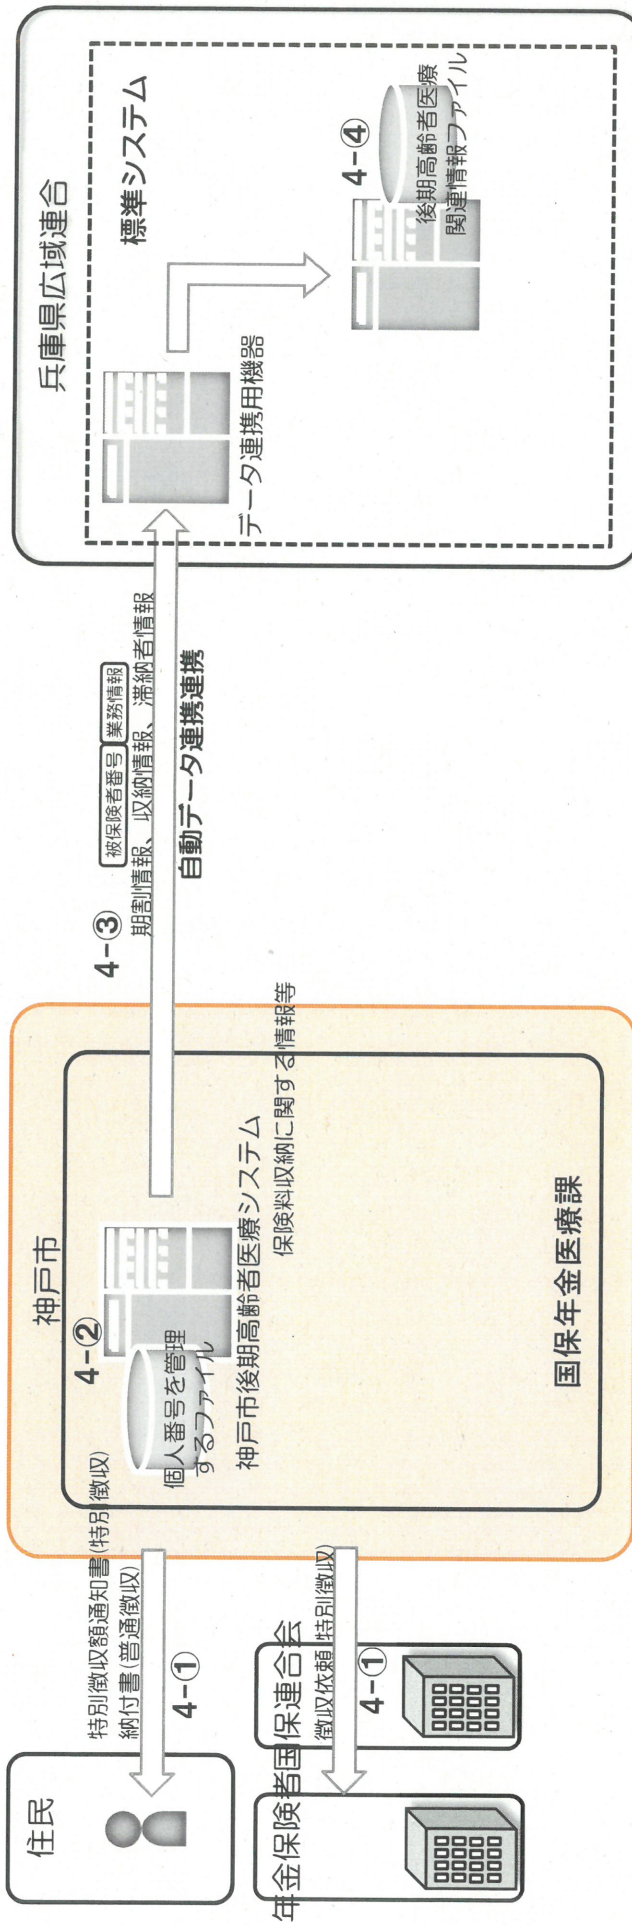 住民
年金保険者
国保連合会
特別徴収額通知書(特別徴収)
納付書(普通徴収)
4-①
徴収依頼(特別徴収)
4-①
神戸市
4-②
個人番号を管理
するファイル
神戸市後期高齢者医療システム
保険料収納に関する情報等
国保年金医療課
4-③
被保険者番号 業務情報
期割情報、収納情報、滞納者情報
自動データ連携連携
兵庫県広域連合
標準システム
データ連携用機器
4-④
後期高齢者医療
関連情報ファイル